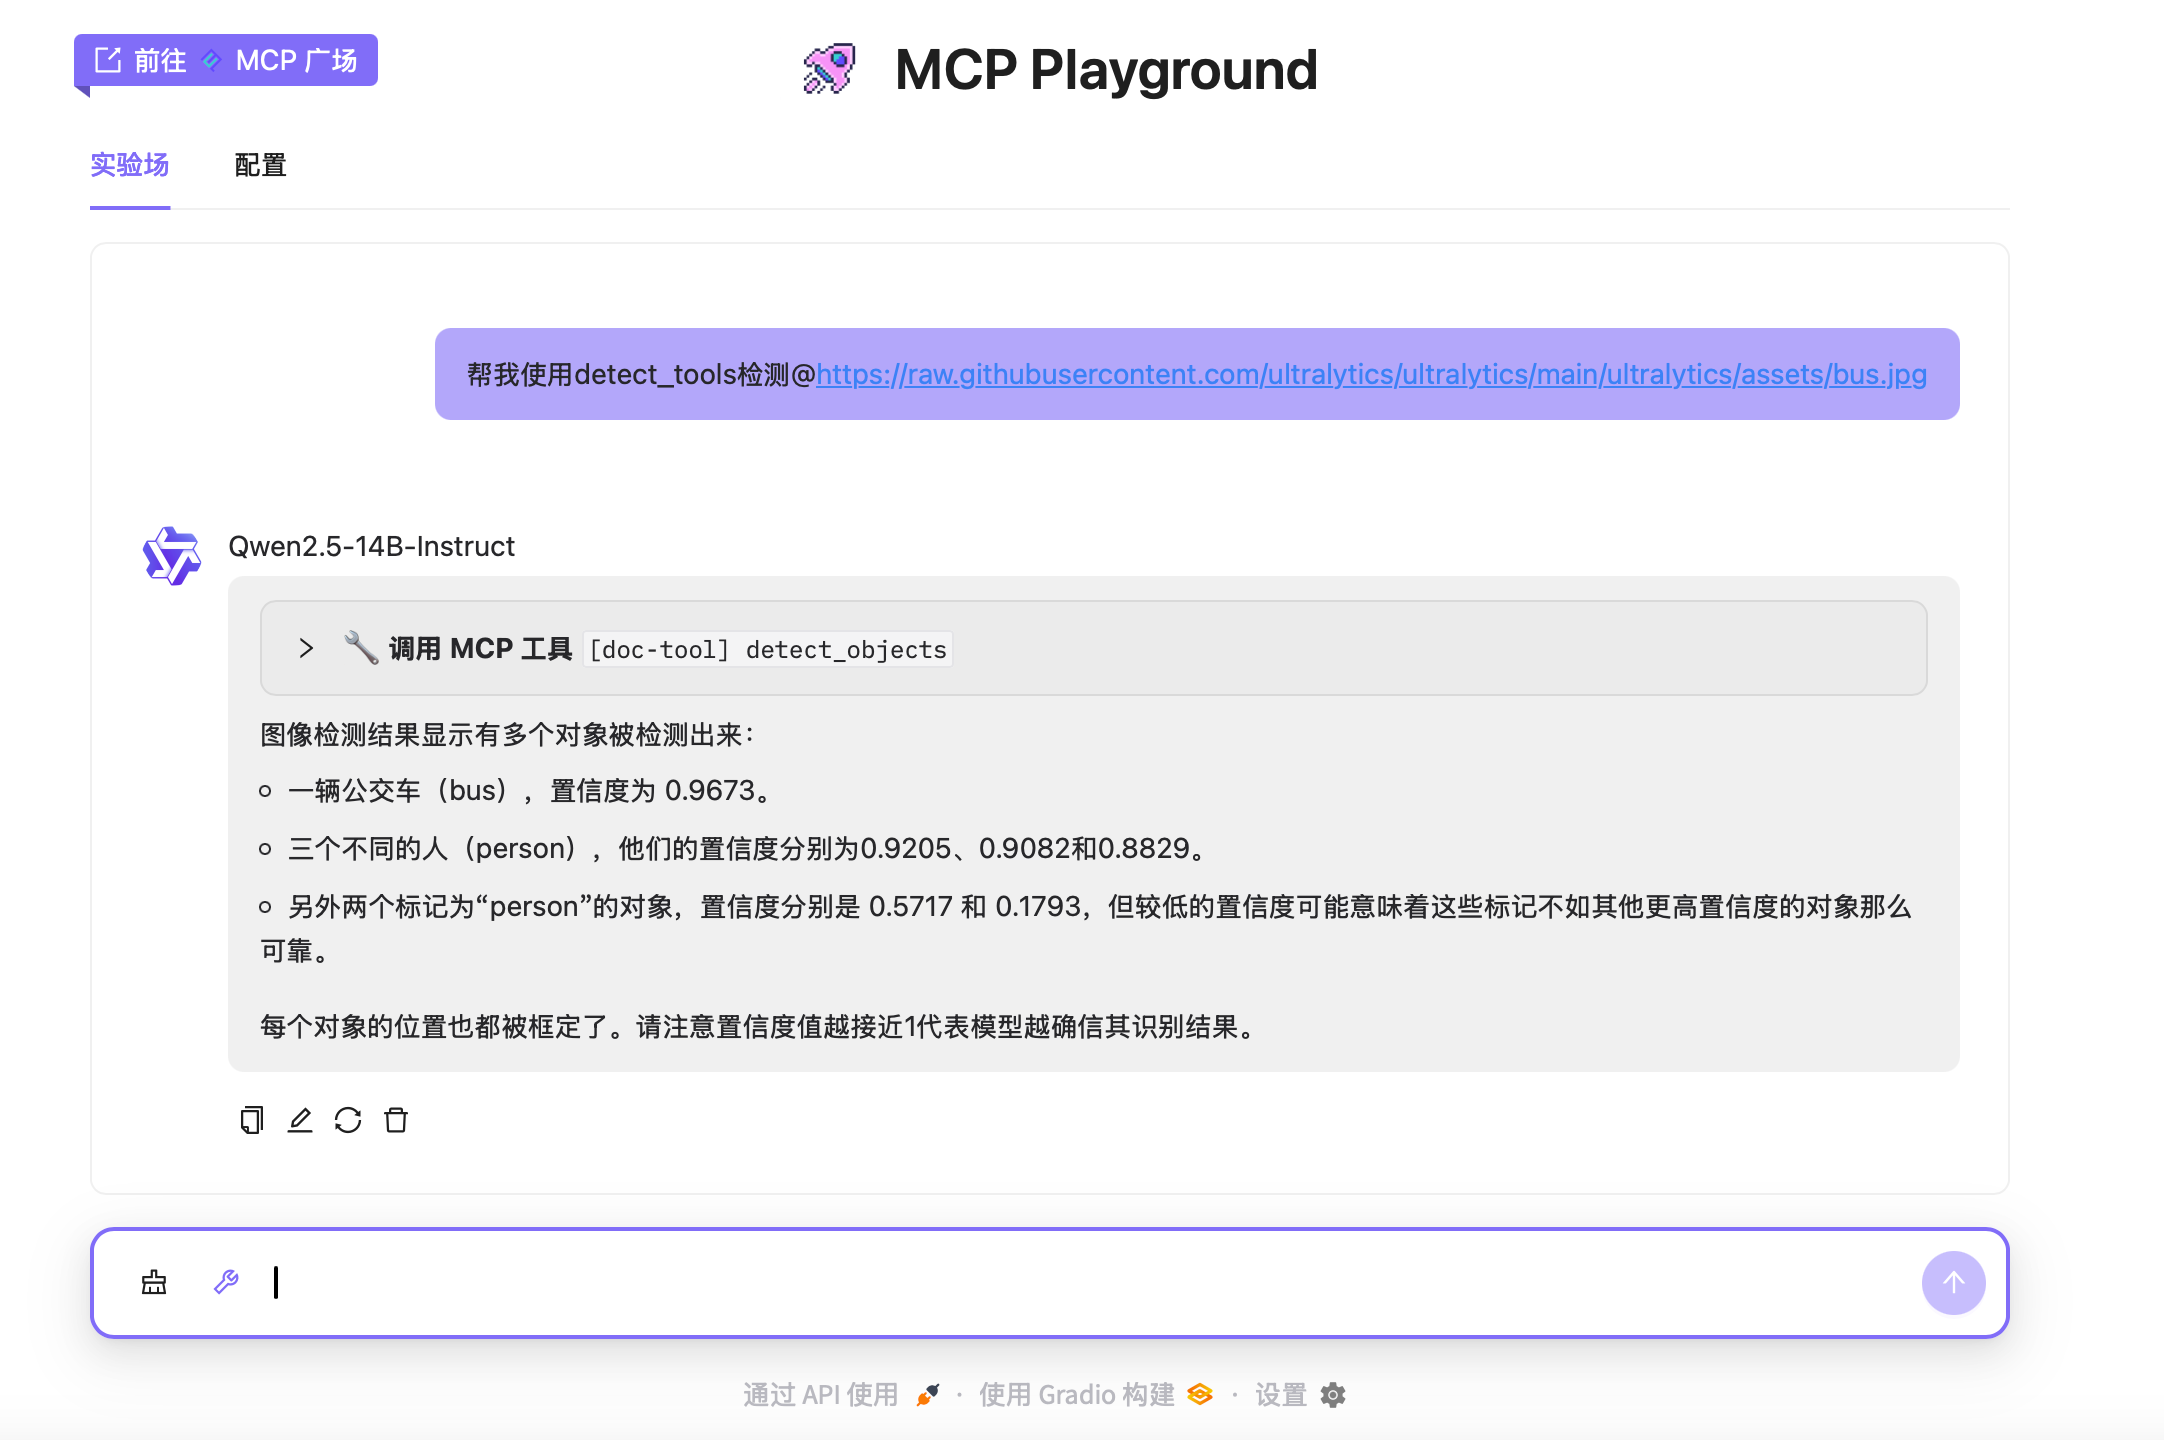 前往 MCP 广场
MCP Playground
实验场 配置
帮我使用detect_tools检测@https://raw.githubusercontent.com/ultralytics/ultralytics/main/ultralytics/assets/bus.jpg
Qwen2.5-14B-Instruct
调用 MCP 工具 [doc-tool] detect_objects
图像检测结果显示有多个对象被检测出来：
一辆公交车（bus），置信度为 0.9673。
三个不同的人（person），他们的置信度分别为0.9205、0.9082和0.8829。
另外两个标记为“person”的对象，置信度分别是 0.5717 和 0.1793，但较低的置信度可能意味着这些标记不如其他更高置信度的对象那么
可靠。
每个对象的位置也都被框定了。请注意置信度值越接近1代表模型越确信其识别结果。
通过 API 使用 · 使用 Gradio 构建 · 设置